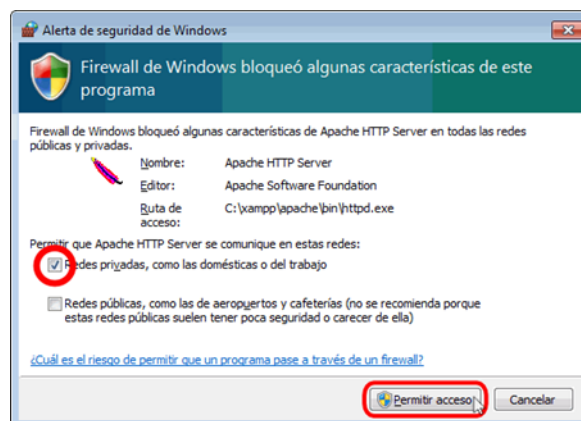 Alerta de seguridad de Windows
Firewall de Windows bloqueó algunas características de este
programa
Firewall de Windows bloqueó algunas características de Apache HTTP Server en todas las redes
públicas y privadas.
Nombre: Apache HTTP Server
Editor: Apache Software Foundation
Ruta de acceso: C:\xampp\apache\bin\httpd.exe
Permitir que Apache HTTP Server se comunique en estas redes:
Redes privadas, como las domésticas o del trabajo
Redes públicas, como las de aeropuertos y cafeterías (no se recomienda porque
estas redes públicas suelen tener poca seguridad o carecer de ella)
¿Cuál es el riesgo de permitir que un programa pase a través de un firewall?
Permitir acceso Cancelar